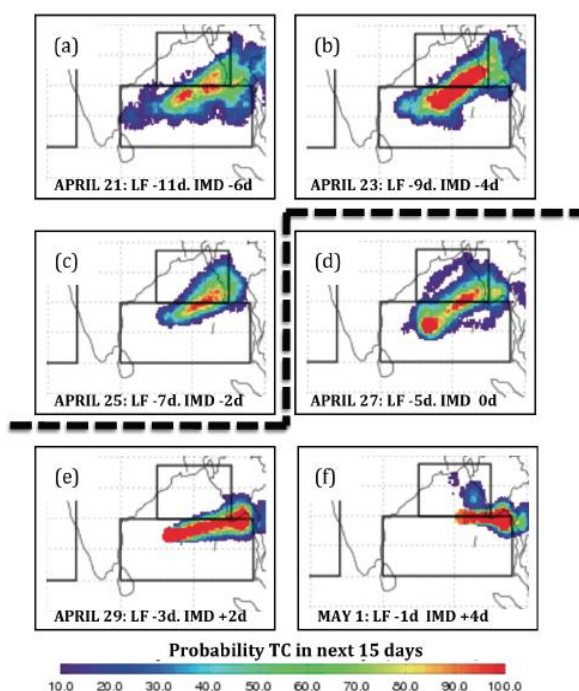 (a)
(b)
APRIL 21: LF -11d. IMD -6d
APRIL 23: LF -9d. IMD -4d
(c)
(d)
APRIL 25: LF -7d. IMD -2d
APRIL 27: LF -5d. IMD 0d
(e)
(f)
APRIL 29: LF -3d. IMD +2d
MAY 1: LF -1d IMD +4d
Probability TC in next 15 days
10.0 20.0 30.0 40.0 50.0 60.0 70.0 80.0 90.0 100.0